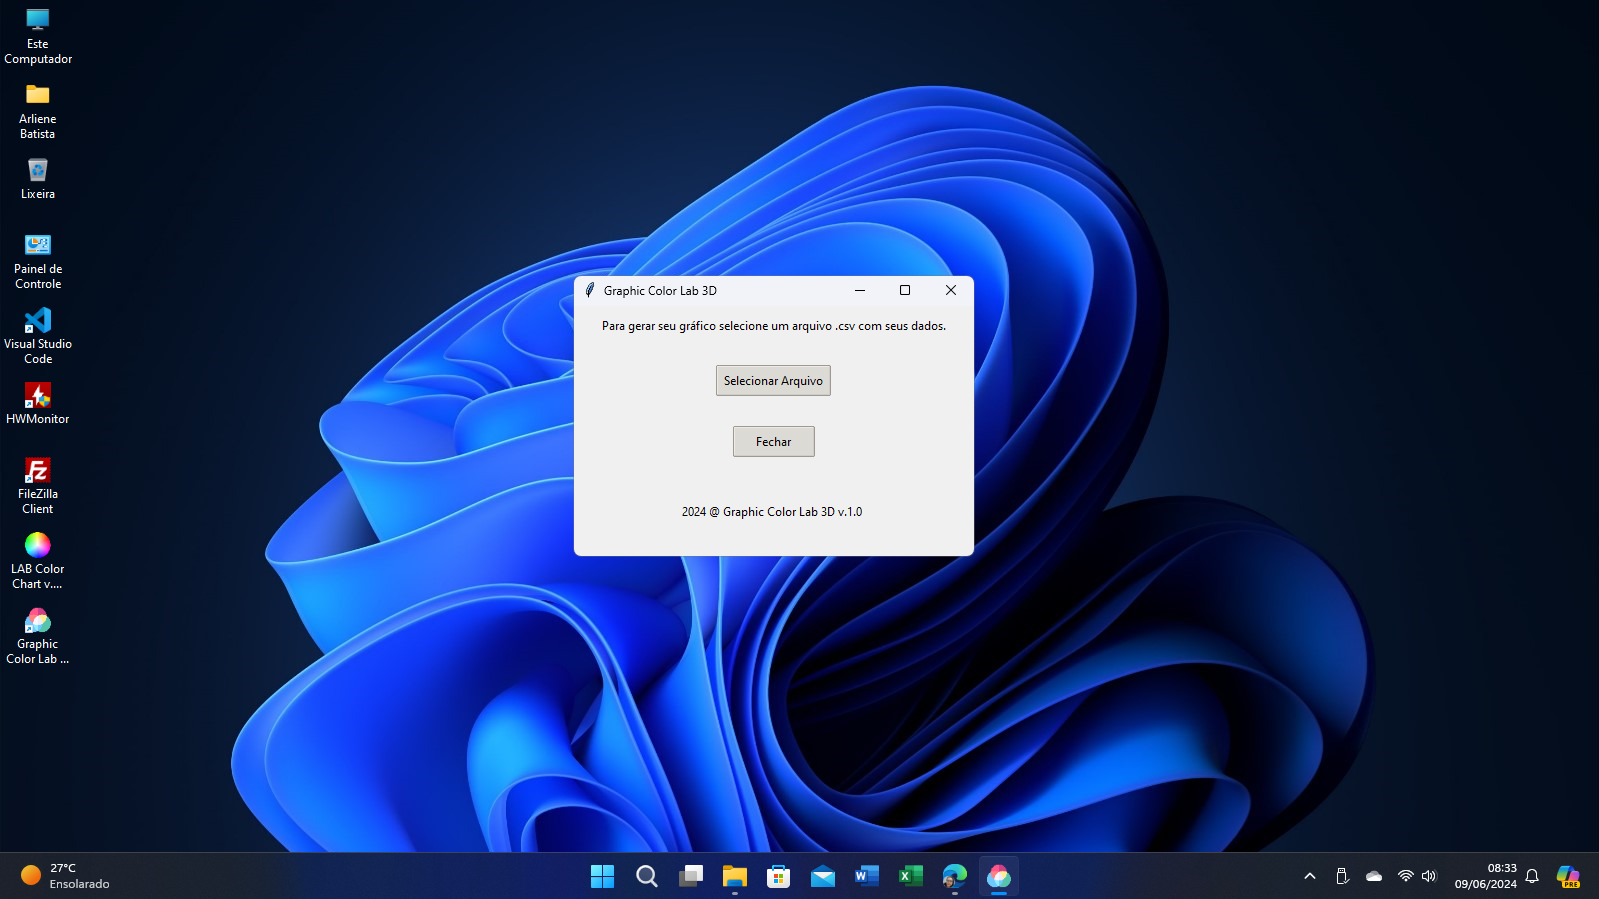 Este
Computador
Arliene
Batista
Lixeira
Painel de
Controle
Visual Studio
Code
HWMonitor
FileZilla
Client
LAB Color
Chart v....
Graphic
Color Lab ...
Graphic Color Lab 3D
Para gerar seu gráfico selecione um arquivo .csv com seus dados.
Selecionar Arquivo
Fechar
2024 @ Graphic Color Lab 3D v.1.0
27°C
Ensolarado
08:33
09/06/2024
PRE